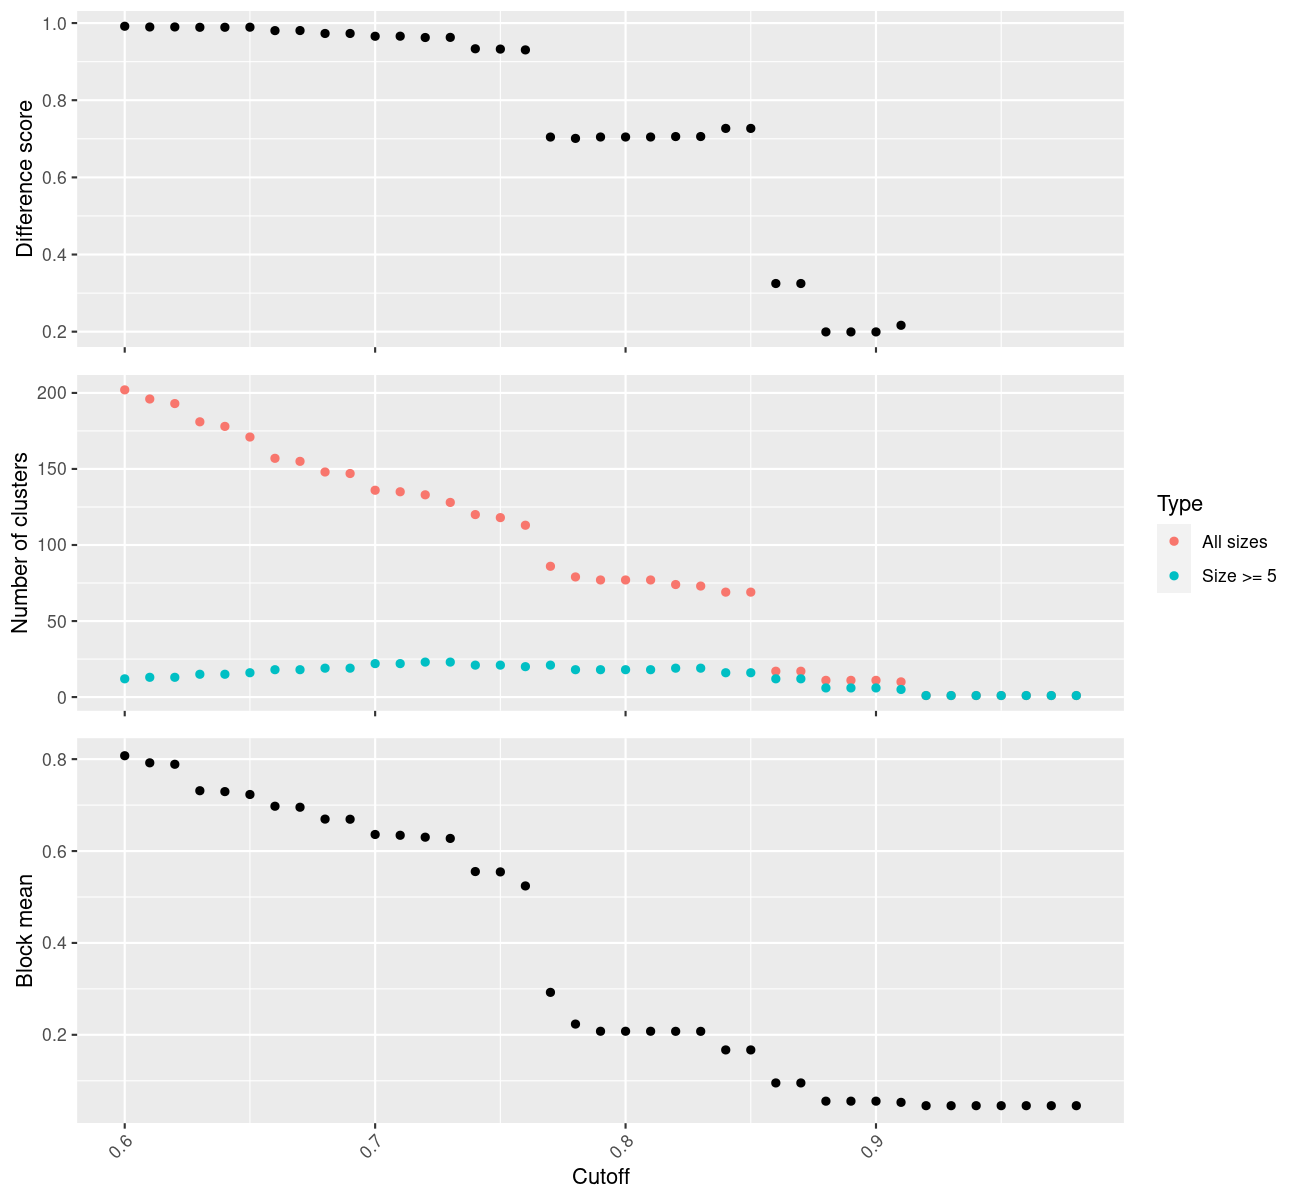 Difference score
1.0
0.8
0.6
0.4
0.2
Number of clusters
200
150
100
50
0
Type
All sizes
Size >= 5
Block mean
0.8
0.6
0.4
0.2
0.6
0.7
0.8
0.9
Cutoff